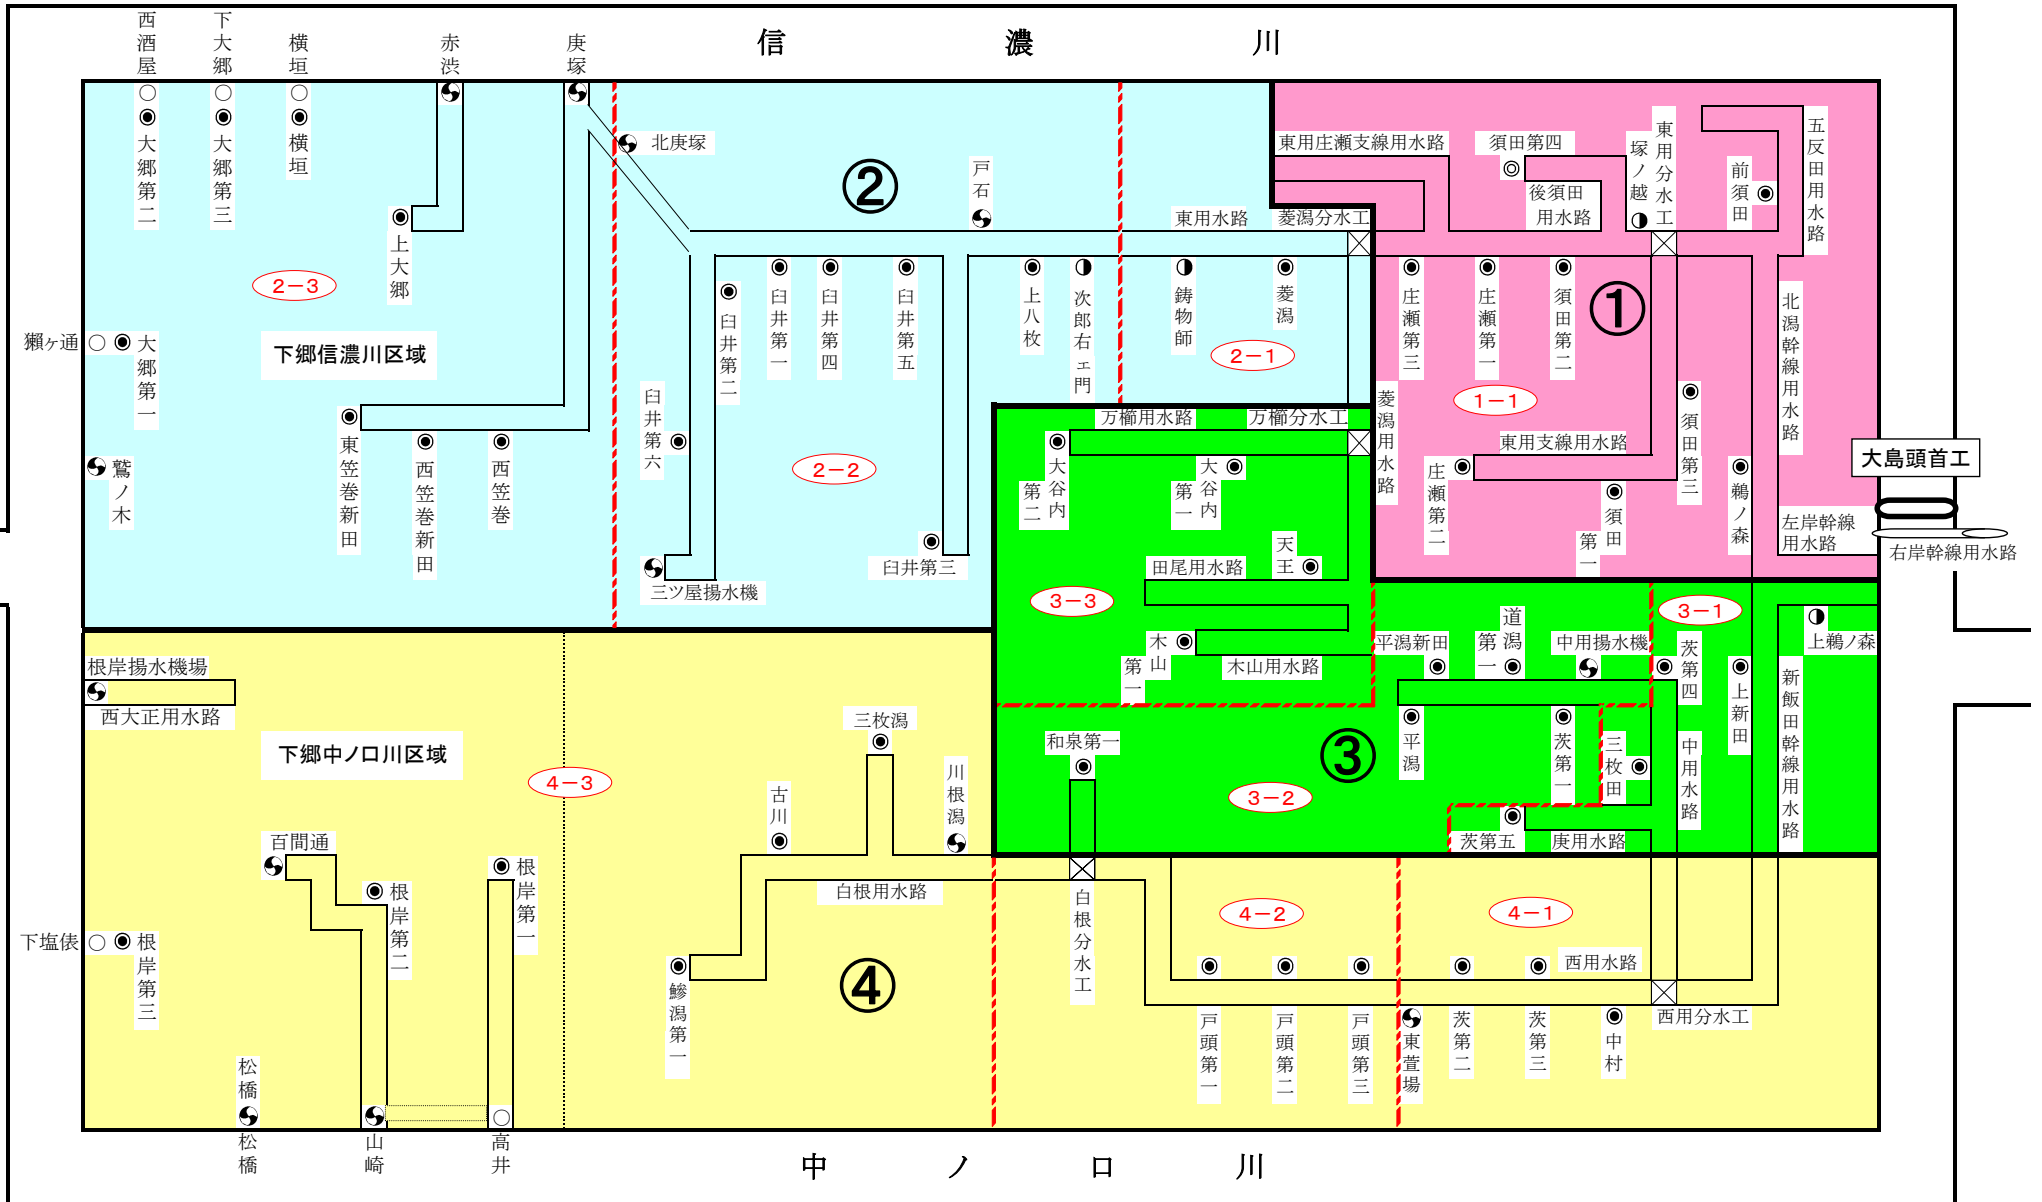 信濃川
西酒屋
下大郷
横垣
赤渋
庚塚
大郷第二
大郷第三
横垣
上大郷
北庚塚
戸石
②
東用水路
菱潟分水工
東用庄瀬支線用水路
須田第四
後須田
用水路
塚ノ越
東用分水工
前須田
五反田用水路
2－3
獺ヶ通
大郷第一
下郷信濃川区域
臼井第二
臼井第一
臼井第四
臼井第五
上八枚
次郎右ェ門
鋳物師
菱潟
2－1
庄瀬第三
庄瀬第一
須田第二
①
北潟幹線用水路
1－1
鷲ノ木
東笠巻新田
西笠巻新田
西笠巻
臼井第六
2－2
臼井第三
三ツ屋揚水機
万櫛用水路
万櫛分水工
菱潟用水路
大谷内
第二
大谷内
第一
東用支線用水路
庄瀬第二
須田
第一
須田第三
鵜ノ森
大島頭首工
左岸幹線
用水路
右岸幹線用水路
天王
田尾用水路
3－3
木山
第一
木山用水路
平潟新田
道潟
第一
中用揚水機
3－1
茨第四
上新田
上鵜ノ森
新飯田幹線用水路
根岸揚水機場
西大正用水路
下郷中ノ口川区域
4－3
三枚潟
和泉第一
③
平潟
茨第一
三枚田
中用水路
3－2
茨第五
庚用水路
古川
川根潟
百間通
根岸第二
根岸第一
白根用水路
白根分水工
4－2
4－1
下塩俵
根岸第三
鰺潟第一
④
西用水路
西用分水工
戸頭第一
戸頭第二
戸頭第三
東萱場
茨第二
茨第三
中村
松橋
松橋
山崎
高井
中ノロ川